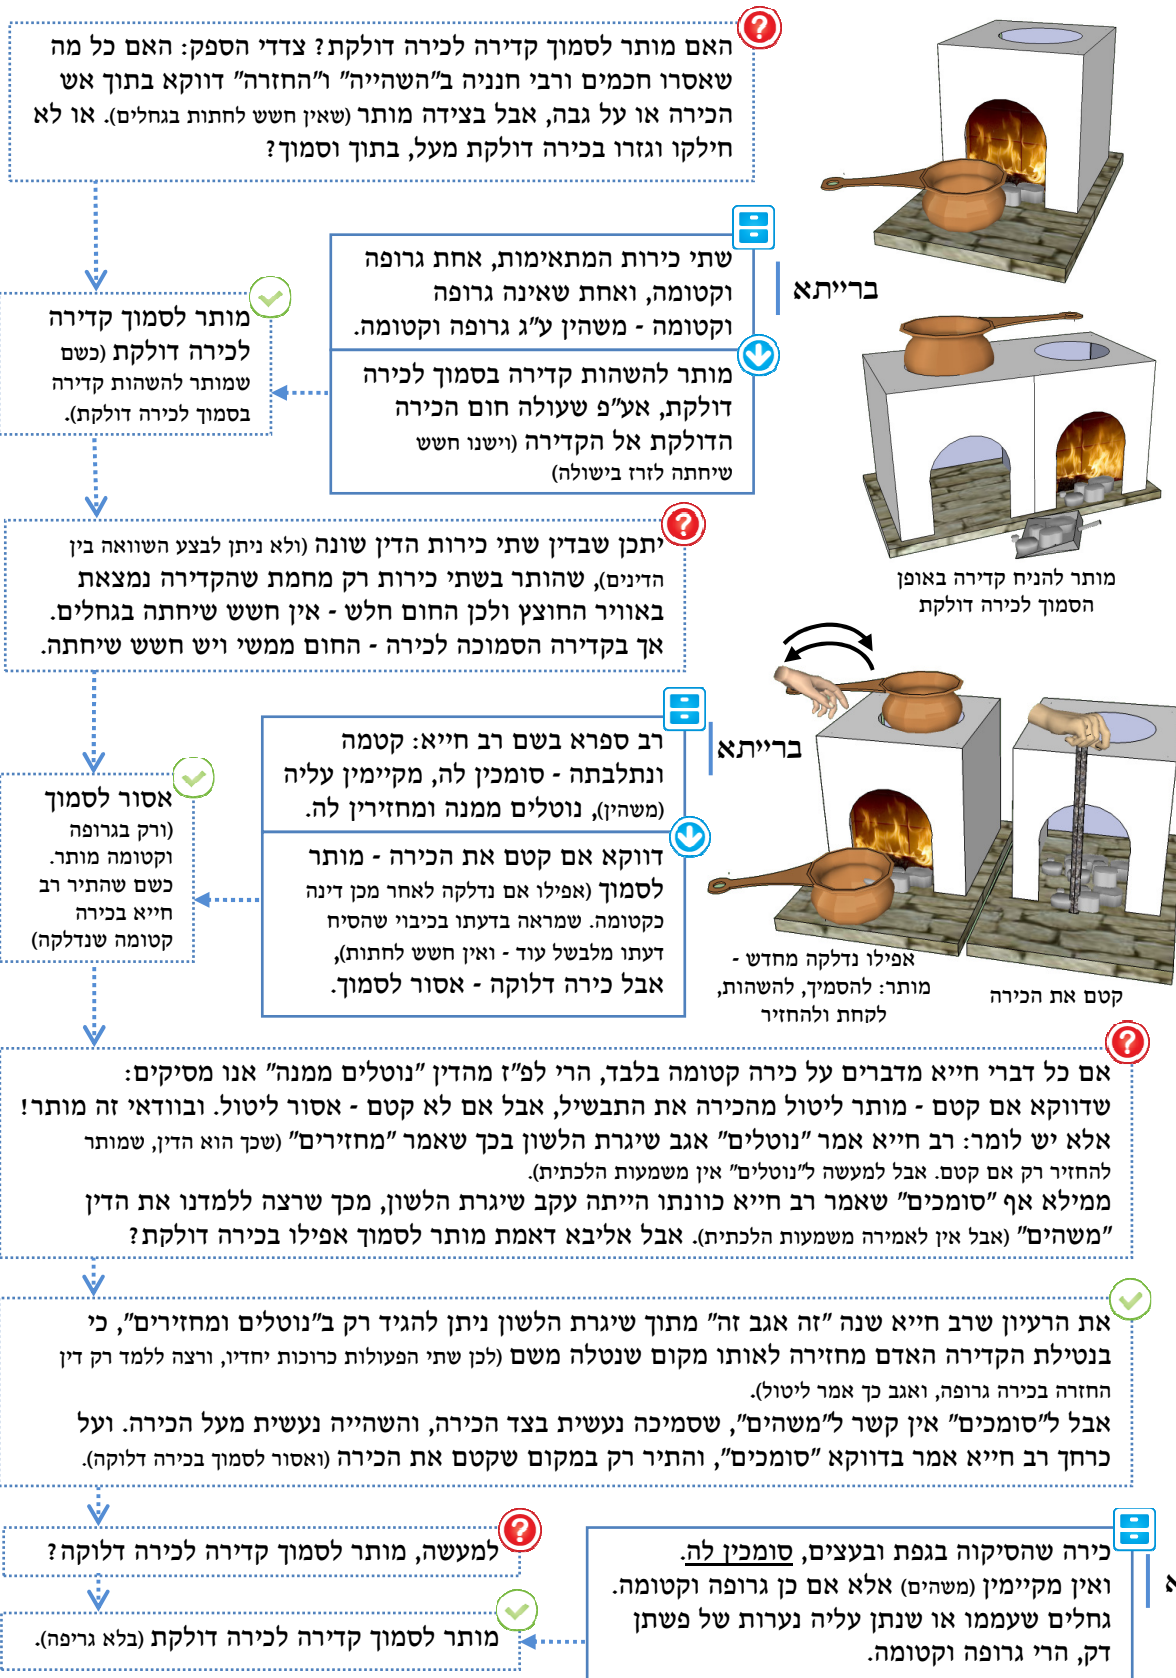 האם מותר לסמוך קדירה לכירה דולקת? צדדי הספק: האם כל מה
שאסרו חכמים ורבי חנניה ב"השהייה" ו"החזרה" דווקא בתוך אש
הכירה או על גבה, אבל בצידה מותר (שאין חשש לחתות בגחלים). או לא
חילקו וגזרו בכירה דולקת מעל, בתוך וסמוך?
ברייתא
שתי כירות המתאימות, אחת גרופה
וקטומה, ואחת שאינה גרופה
וקטומה - משהין ע"ג גרופה וקטומה.
מותר להשהות קדירה בסמוך לכירה
דולקת, אע"פ שעולה חום הכירה
הדולקת אל הקדירה (וישנו חשש
שיחתה לזרז בישולה)
מותר לסמוך קדירה
לכירה דולקת (כשם
שמותר להשהות קדירה
בסמוך לכירה דולקת).
מותר להניח קדירה באופן
הסמוך לכירה דולקת
יתכן שבדין שתי כירות הדין שונה (ולא ניתן לבצע השוואה בין
הדינים), שהותר בשתי כירות רק מחמת שהקדירה נמצאת
באוויר החוצץ ולכן החום חלש - אין חשש שיחתה בגחלים.
אך בקדירה הסמוכה לכירה - החום ממשי ויש חשש שיחתה.
ברייתא
רב ספרא בשם רב חייא: קטמה
ונתלבתה - סומכין לה, מקיימין עליה
(משהין), נוטלים ממנה ומחזירין לה.
דווקא אם קטם את הכירה - מותר
לסמוך (אפילו אם נדלקה לאחר מכן דינה
כקטומה. שמראה בדעתו בכיבוי שהסיח
דעתו מלבשל עוד - ואין חשש לחתות),
אבל כירה דלוקה - אסור לסמוך.
אסור לסמוך
(ורק בגרופה
וקטומה מותר.
כשם שהתיר רב
חייא בכירה
קטומה שנדלקה)
אפילו נדלקה מחדש -
מותר: להסמיך, להשהות,
לקחת ולהחזיר
קטם את הכירה
אם כל דברי חייא מדברים על כירה קטומה בלבד, הרי לפ"ז מהדין "נוטלים ממנה" אנו מסיקים:
שדווקא אם קטם - מותר ליטול מהכירה את התבשיל, אבל אם לא קטם - אסור ליטול. ובוודאי זה מותר!
אלא יש לומר: רב חייא אמר "נוטלים" אגב שיגרת הלשון בכך שאמר "מחזירים" (שכך הוא הדין, שמותר
להחזיר רק אם קטם. אבל למעשה ל"נוטלים" אין משמעות הלכתית).
ממילא אף "סומכים" שאמר רב חייא כוונתו הייתה עקב שיגרת הלשון, מכך שרצה ללמדנו את הדין
"משהים" (אבל אין לאמירה משמעות הלכתית). אבל אליבא דאמת מותר לסמוך אפילו בכירה דולקת?
את הרעיון שרב חייא שנה "זה אגב זה" מתוך שיגרת הלשון ניתן להגיד רק ב"נוטלים ומחזירים", כי
בנטילת הקדירה האדם מחזירה לאותו מקום שנטלה משם (לכן שתי הפעולות כרוכות יחדיו, ורצה ללמד רק דין
החזרה בכירה גרופה, ואגב כך אמר ליטול).
אבל ל"סומכים" אין קשר ל"משהים", שסמיכה נעשית בצד הכירה, והשהייה נעשית מעל הכירה. ועל
כרחך רב חייא אמר בדווקא "סומכים", והתיר רק במקום שקטם את הכירה (ואסור לסמוך בכירה דלוקה).
למעשה, מותר לסמוך קדירה לכירה דלוקה?
כירה שהסיקוה בגפת ובעצים, סומכין לה.
ואין מקיימין (משהים) אלא אם כן גרופה וקטומה.
גחלים שעממו או שנתן עליה נערות של פשתן
דק, הרי גרופה וקטומה.
מותר לסמוך קדירה לכירה דולקת (בלא גריפה).